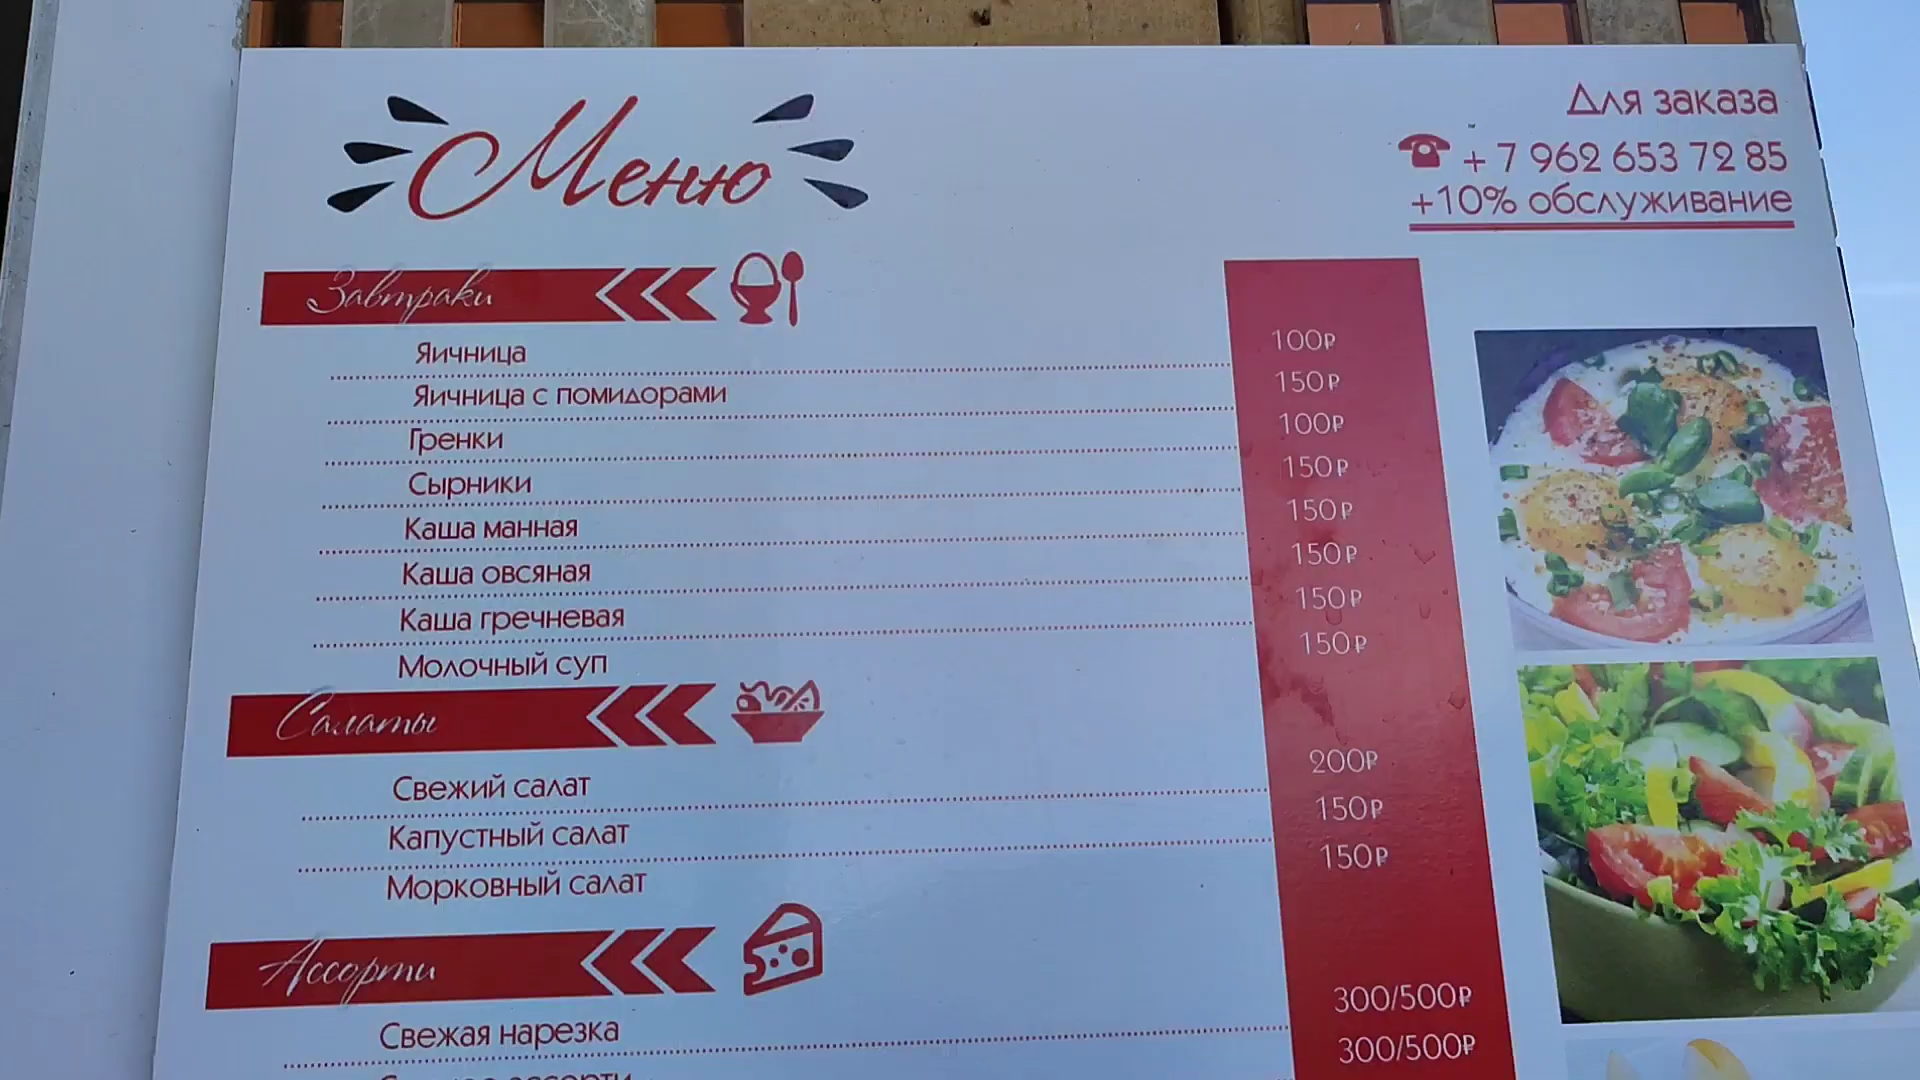 Меню
Для заказа
+ 7 962 653 72 85
+10% обслуживание
Завтраки
Яичница 100₽
Яичница с помидорами 150₽
Гренки 100₽
Сырники 150₽
Каша манная 150₽
Каша овсяная 150₽
Каша гречневая 150₽
Молочный суп 150₽
Салаты
Свежий салат 200₽
Капустный салат 150₽
Морковный салат 150₽
Ассорти
Свежая нарезка 300/500₽
300/500₽